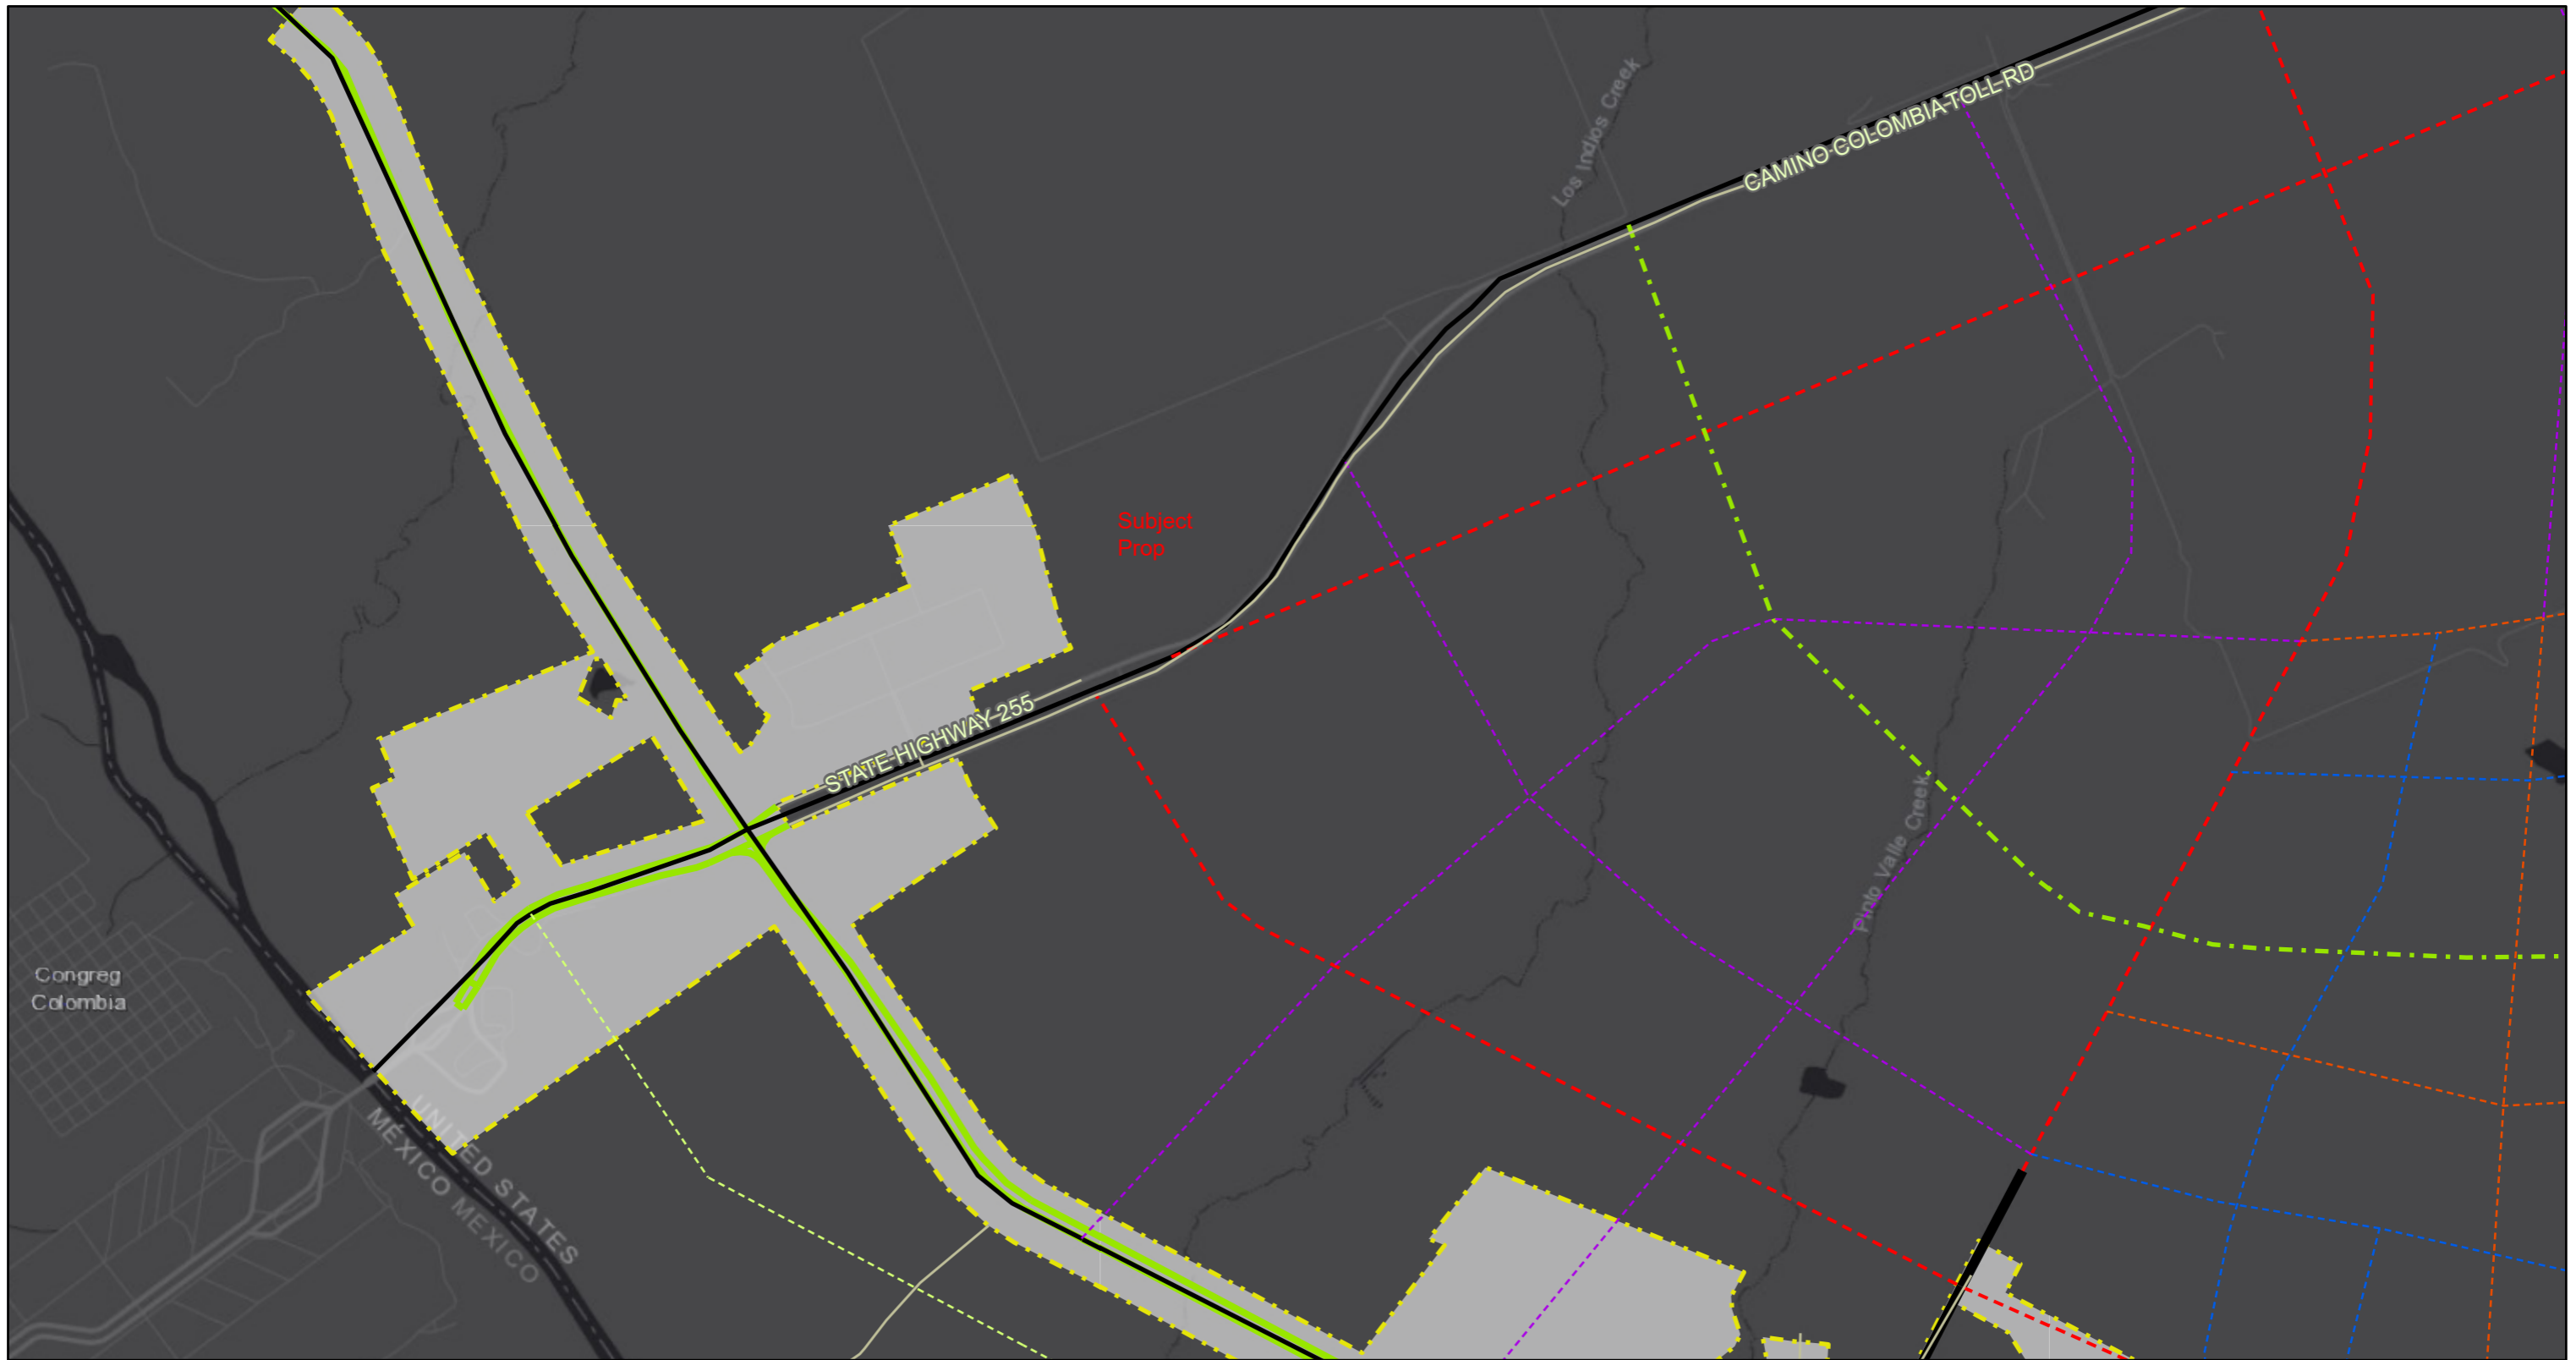 Los Indios Creek
CAMINO COLOMBIA TOLL RD
Subject
Prop
STATE HIGHWAY 255
Pinto Valle Creek
Congreg
Colombia
UNITED STATES
MÉXICO MEXICO